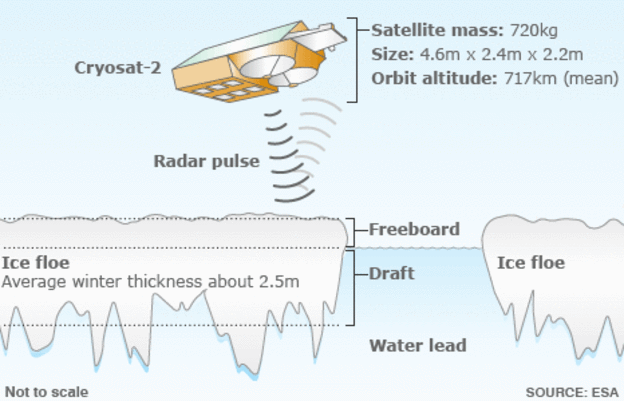 Satellite mass: 720kg
Size: 4.6m x 2.4m x 2.2m
Orbit altitude: 717km (mean)
Cryosat-2
Radar pulse
Freeboard
Ice floe
Average winter thickness about 2.5m
Draft
Ice floe
Water lead
Not to scale
SOURCE: ESA